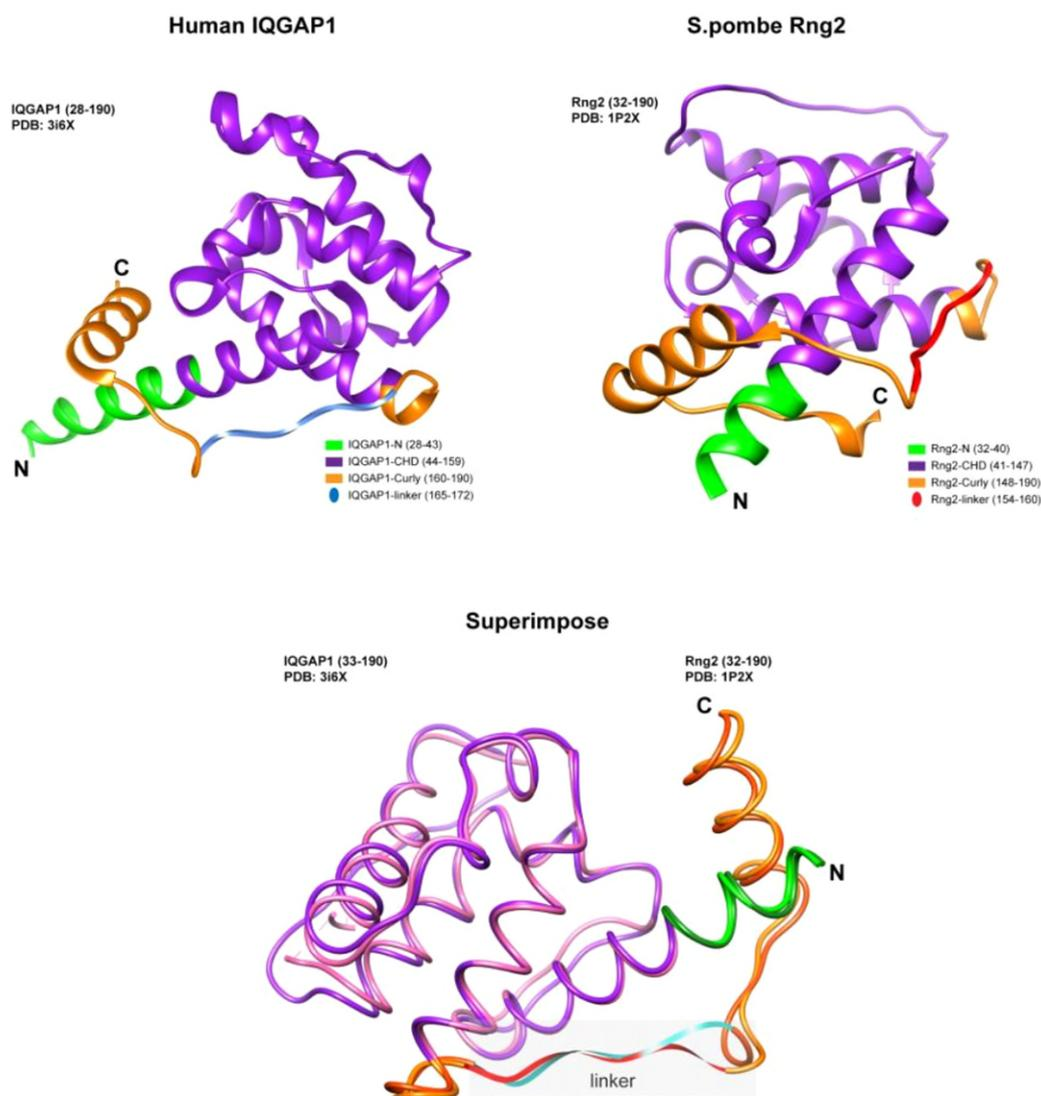 Human IQGAP1
S.pombe Rng2
IQGAP1 (28-190)
PDB: 3i6X
Rng2 (32-190)
PDB: 1P2X
C
N
IQGAP1-N (28-43)
IQGAP1-CHD (44-159)
IQGAP1-Curly (160-190)
IQGAP1-linker (165-172)
C
N
Rng2-N (32-40)
Rng2-CHD (41-147)
Rng2-Curly (148-190)
Rng2-linker (154-160)
Superimpose
IQGAP1 (33-190)
PDB: 3i6X
Rng2 (32-190)
PDB: 1P2X
C
N
linker